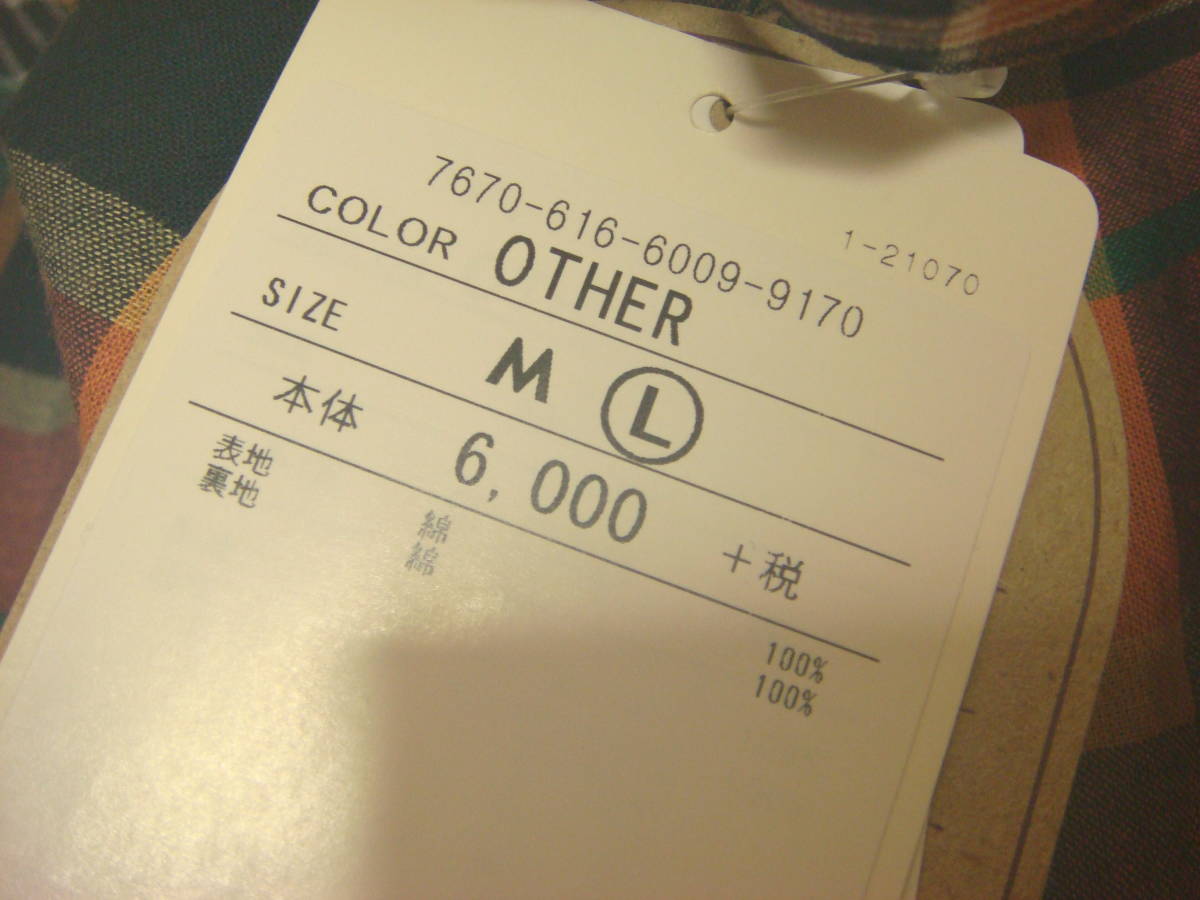 7670-616-6009-9170
1-21070
COLOR OTHER
SIZE M L
本体 6,000 +税
表地 綿 100%
裏地 綿 100%